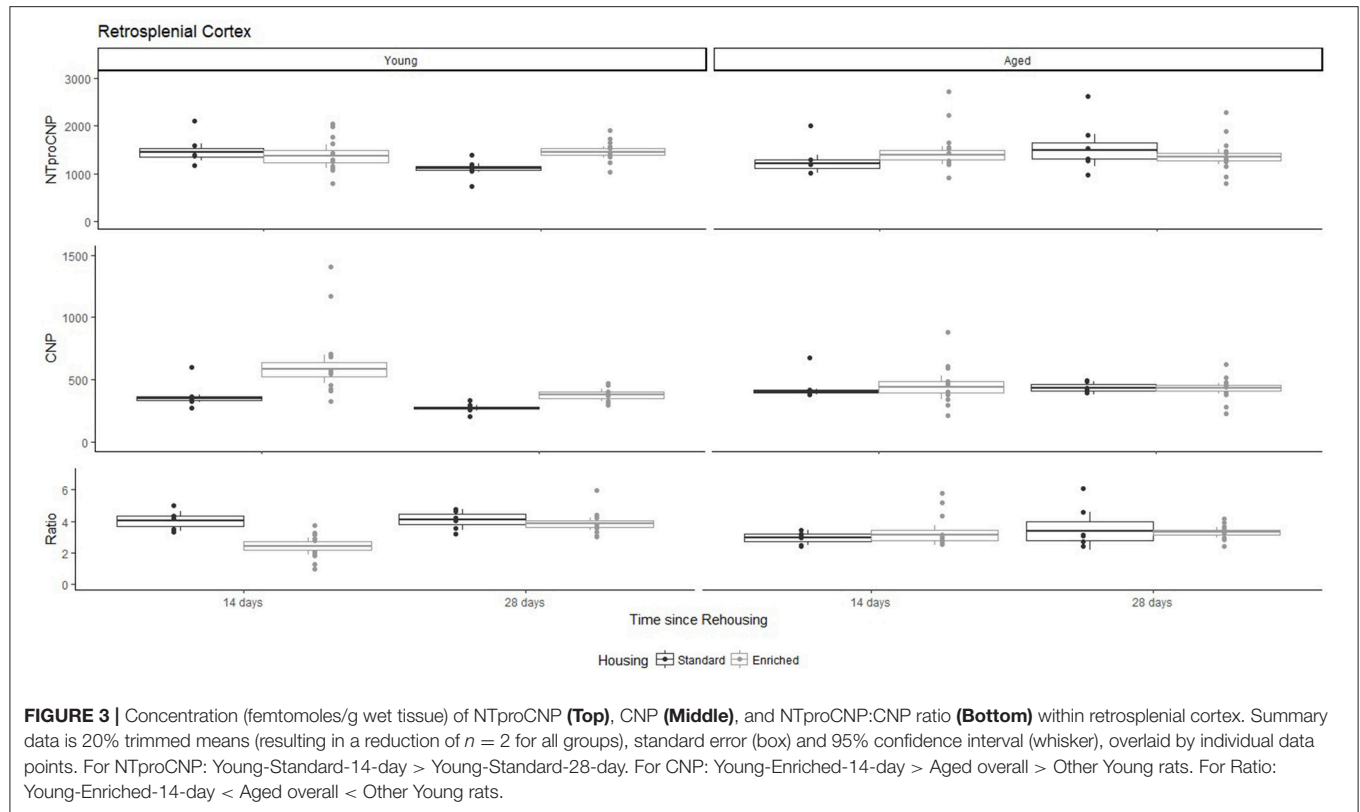 Retrosplenial Cortex
Young
Aged
NTproCNP
3000
2000
1000
0
CNP
1500
1000
500
0
Ratio
6
4
2
0
14 days
28 days
14 days
28 days
Time since Rehousing
Housing Standard Enriched
FIGURE 3 | Concentration (femtomoles/g wet tissue) of NTproCNP (Top), CNP (Middle), and NTproCNP:CNP ratio (Bottom) within retrosplenial cortex. Summary
data is 20% trimmed means (resulting in a reduction of n = 2 for all groups), standard error (box) and 95% confidence interval (whisker), overlaid by individual data
points. For NTproCNP: Young-Standard-14-day > Young-Standard-28-day. For CNP: Young-Enriched-14-day > Aged overall > Other Young rats. For Ratio:
Young-Enriched-14-day < Aged overall < Other Young rats.